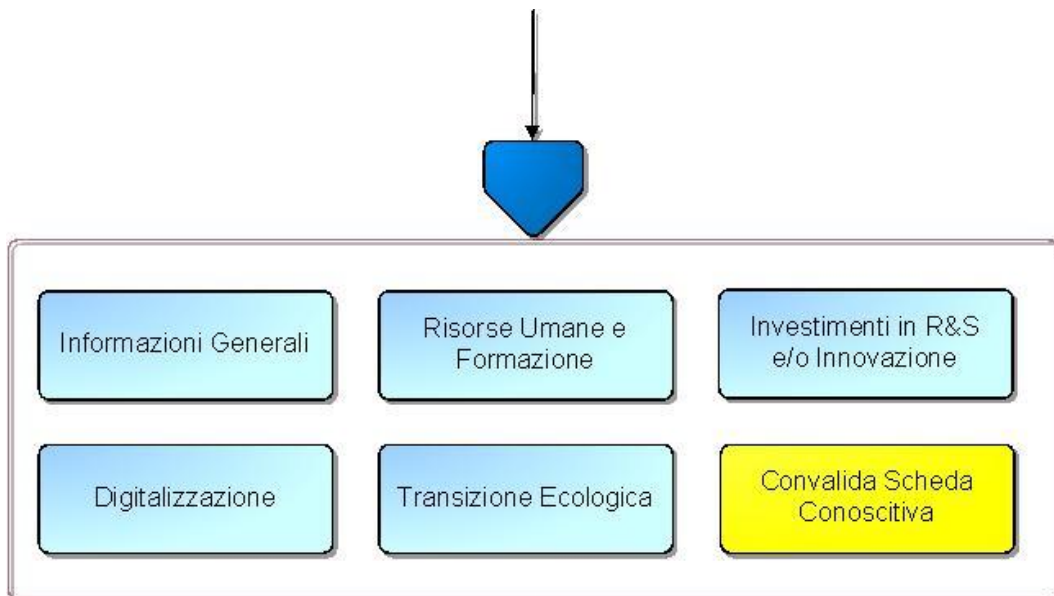 Informazioni Generali
Risorse Umane e
Formazione
Investimenti in R&S
e/o Innovazione
Digitalizzazione
Transizione Ecologica
Convalida Scheda
Conoscitiva